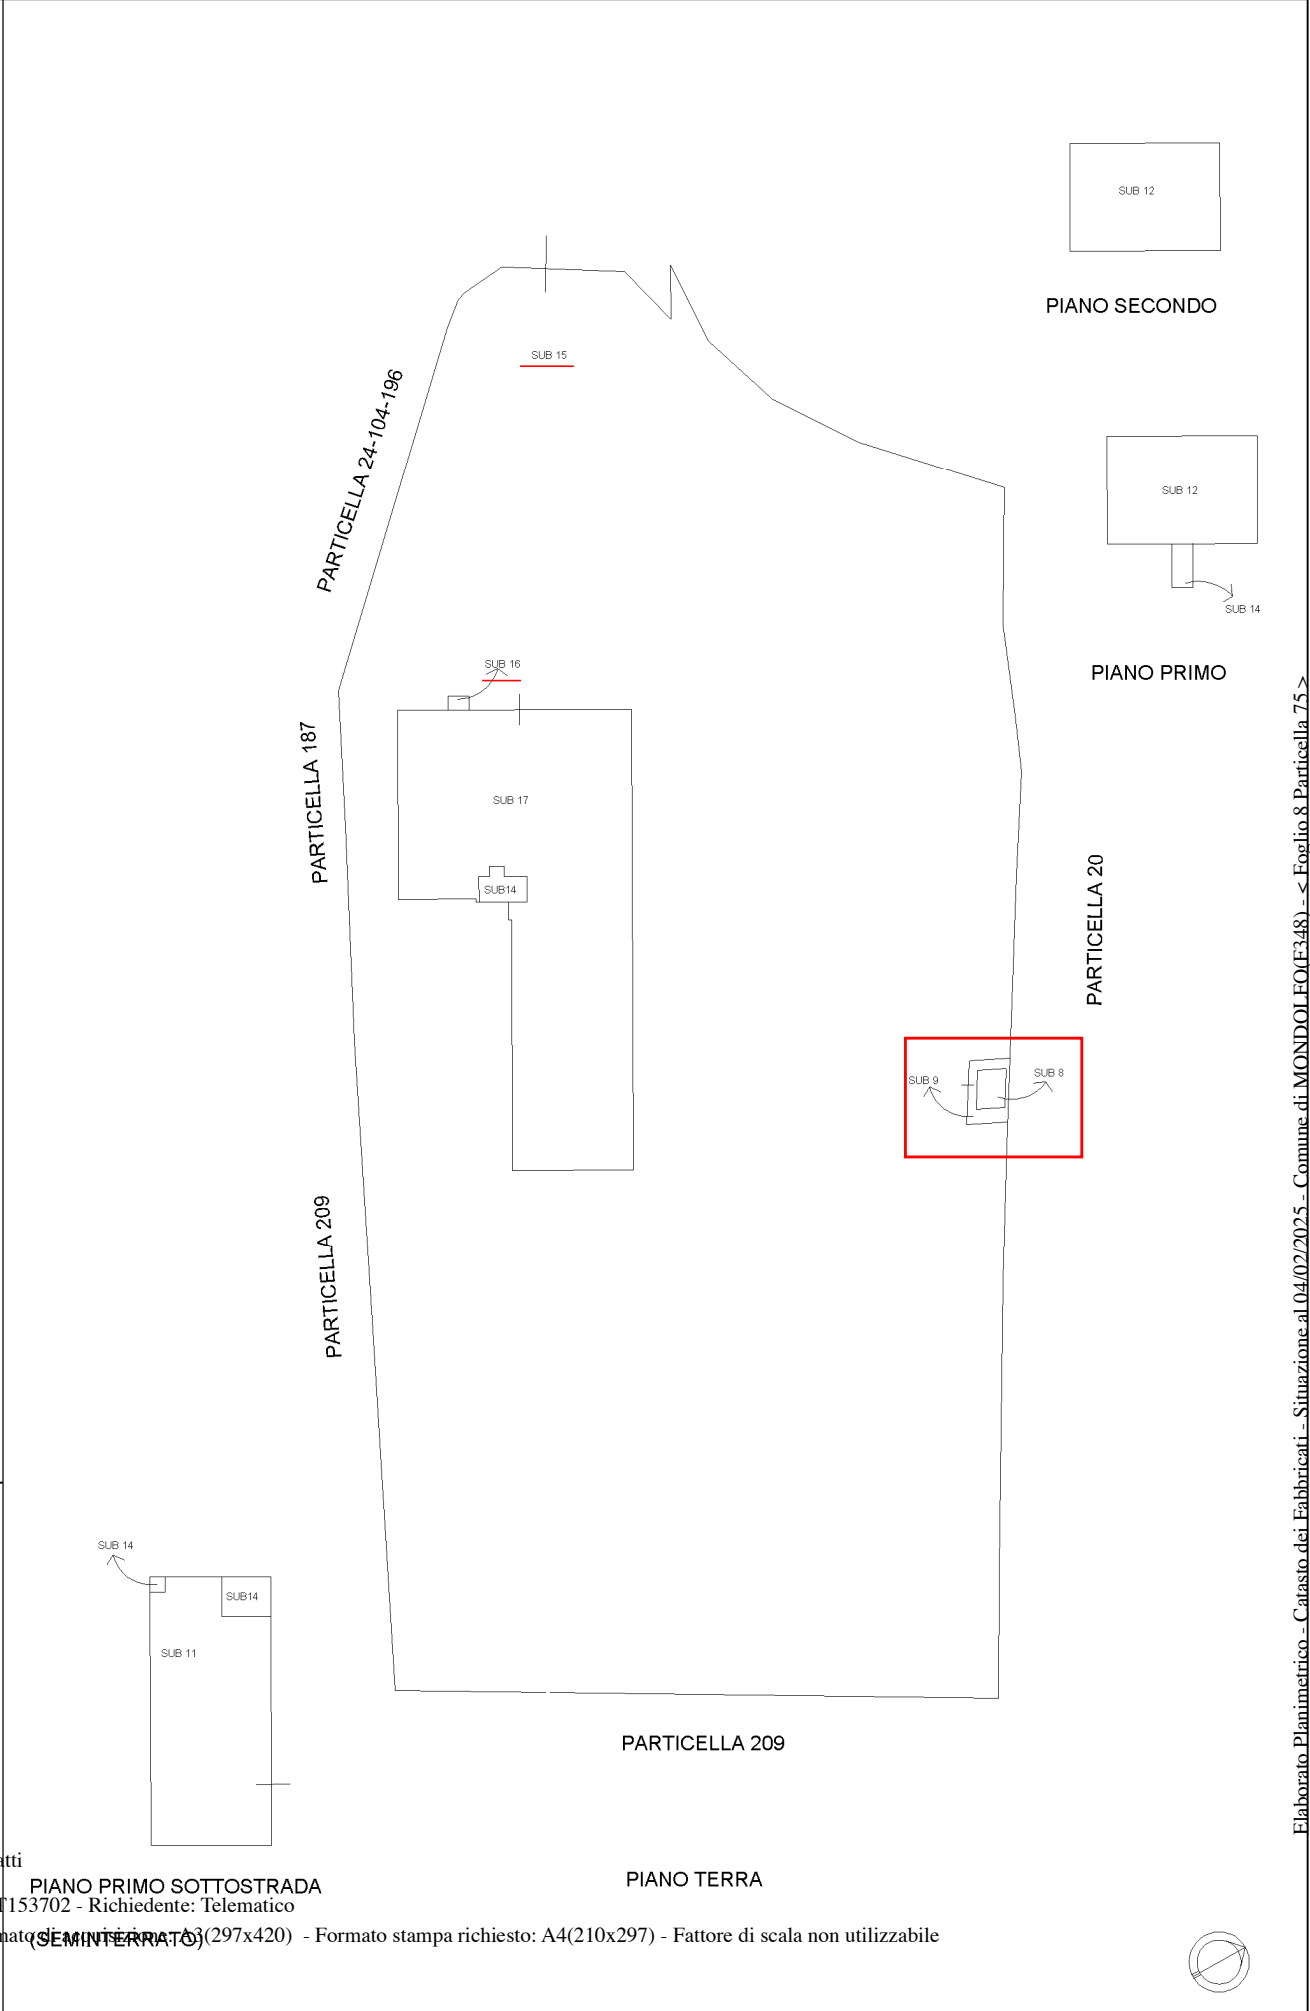 SUB 12
PIANO SECONDO
SUB 15
PARTICELLA 24-104-196
SUB 12
SUB 14
PIANO PRIMO
SUB 16
PARTICELLA 187
SUB 17
SUB14
PARTICELLA 20
SUB 9
SUB 8
PARTICELLA 209
SUB 14
SUB14
SUB 11
PARTICELLA 209
PIANO TERRA
atti
PIANO PRIMO SOTTOSTRADA
T153702 - Richiedente: Telematico
(SEMINTERRATO)
A3(297x420) - Formato stampa richiesto: A4(210x297) - Fattore di scala non utilizzabile
Elaborato Planimetrico - Catasto dei Fabbricati - Situazione al 04/02/2025 - Comune di MONDOLFO(F348) - < Foglio 8 Particella 75 >